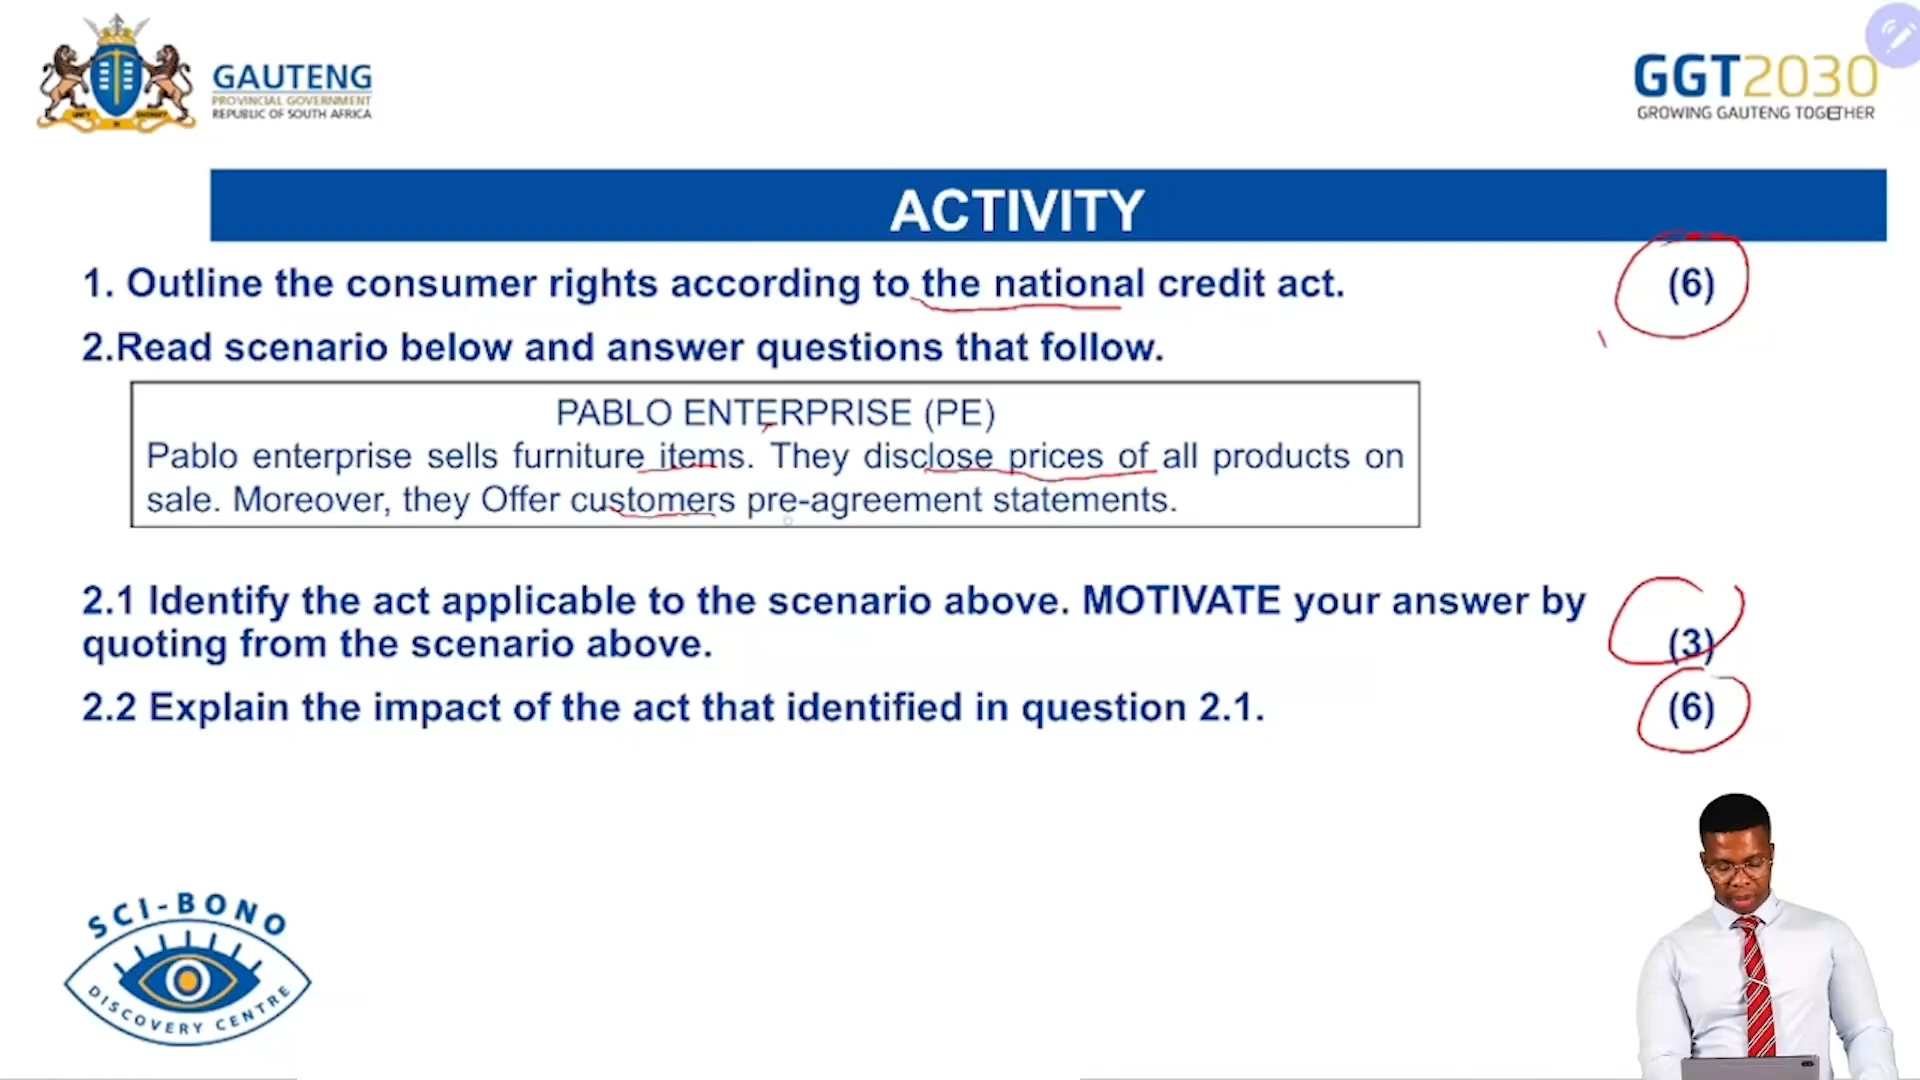 GAUTENG
PROVINCIAL GOVERNMENT
REPUBLIC OF SOUTH AFRICA
GGT2030
GROWING GAUTENG TOGETHER
ACTIVITY
1. Outline the consumer rights according to the national credit act. (6)
2.Read scenario below and answer questions that follow.
PABLO ENTERPRISE (PE)
Pablo enterprise sells furniture items. They disclose prices of all products on
sale. Moreover, they Offer customers pre-agreement statements.
2.1 Identify the act applicable to the scenario above. MOTIVATE your answer by
quoting from the scenario above. (3)
2.2 Explain the impact of the act that identified in question 2.1. (6)
SCI-BONO
DISCOVERY CENTRE